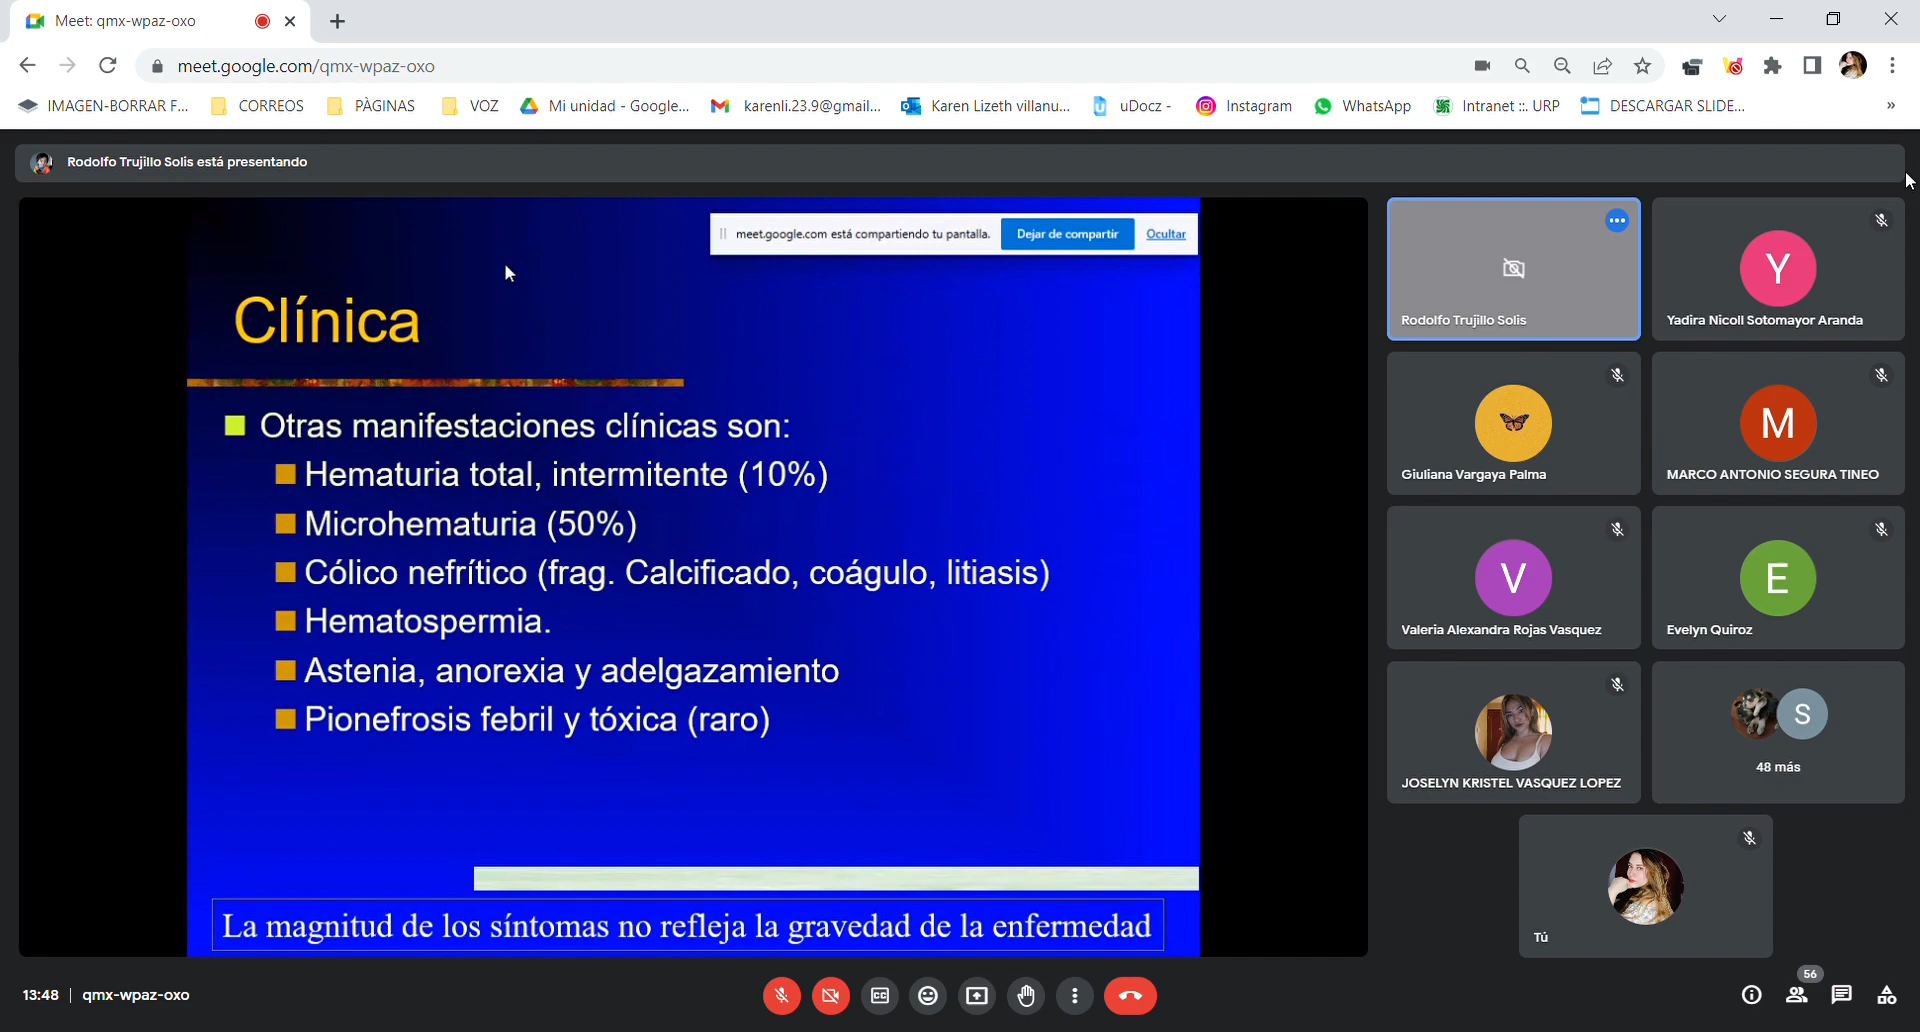 Meet: qmx-wpaz-oxo
meet.google.com/qmx-wpaz-oxo
IMAGEN-BORRAR F... CORREOS PÀGINAS VOZ Mi unidad - Google... karenli.23.9@gmail... Karen Lizeth villanu... uDocz - Instagram WhatsApp Intranet ::. URP DESCARGAR SLIDE... »
Rodolfo Trujillo Solis está presentando
meet.google.com está compartiendo tu pantalla. Dejar de compartir Ocultar
Clínica
Otras manifestaciones clínicas son:
Hematuria total, intermitente (10%)
Microhematuria (50%)
Cólico nefrítico (frag. Calcificado, coágulo, litiasis)
Hematospermia.
Astenia, anorexia y adelgazamiento
Pionefrosis febril y tóxica (raro)
La magnitud de los síntomas no refleja la gravedad de la enfermedad
Rodolfo Trujillo Solis
Y
Yadira Nicoll Sotomayor Aranda
Giuliana Vargaya Palma
M
MARCO ANTONIO SEGURA TINEO
V
Valeria Alexandra Rojas Vasquez
E
Evelyn Quiroz
JOSELYN KRISTEL VASQUEZ LOPEZ
S
48 más
Tú
13:48 | qmx-wpaz-oxo
CC
56